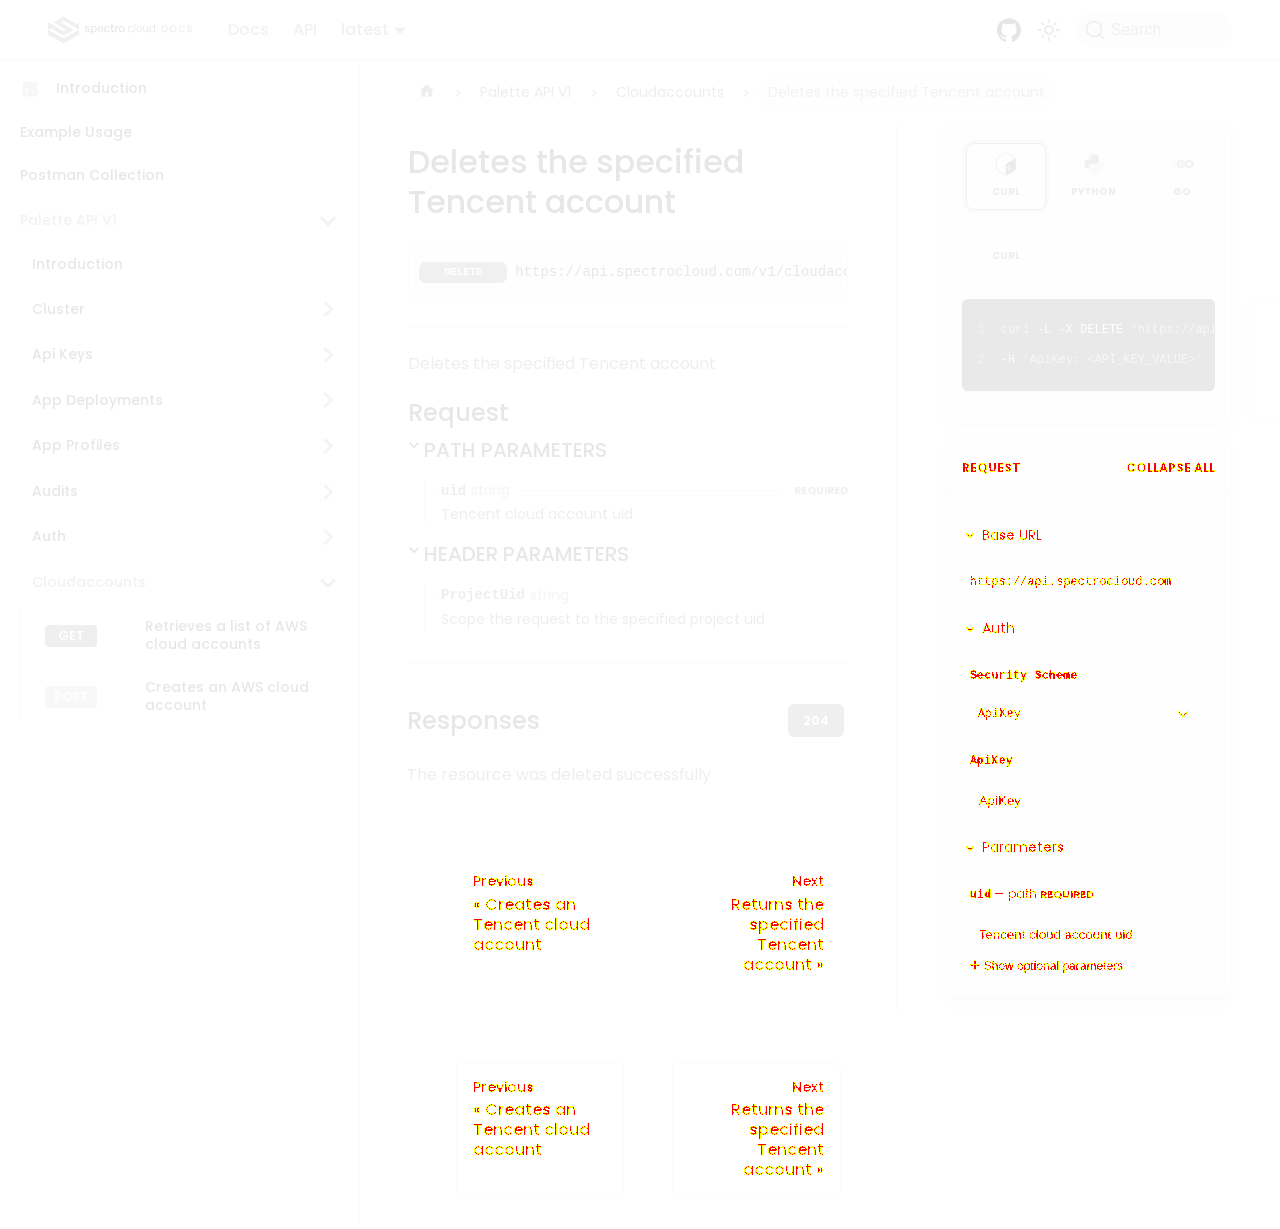 spectro cloud DOCS
Docs
API
latest
Search
Introduction
Example Usage
Postman Collection
Palette API V1
Introduction
Cluster
Api Keys
App Deployments
App Profiles
Audits
Auth
Cloudaccounts
GET
Retrieves a list of AWS
cloud accounts
POST
Creates an AWS cloud
account
Palette API V1
Cloudaccounts
Deletes the specified Tencent account
Deletes the specified
Tencent account
DELETE https://api.spectrocloud.com/v1/cloudacc
Deletes the specified Tencent account
Request
PATH PARAMETERS
uid string REQUIRED
Tencent cloud account uid
HEADER PARAMETERS
ProjectUid string
Scope the request to the specified project uid
Responses
204
The resource was deleted successfully
Previous
« Creates an
Tencent cloud
account
Next
Returns the
specified
Tencent
account »
Previous
« Creates an
Tencent cloud
account
Next
Returns the
specified
Tencent
account »
CURL
PYTHON
GO
CURL
1 curl -L -X DELETE 'https://api
2 -H 'ApiKey: <API_KEY_VALUE>'
REQUEST COLLAPSE ALL
Base URL
https://api.spectrocloud.com
Auth
Security Scheme
ApiKey
ApiKey
ApiKey
Parameters
uid — path REQUIRED
Tencent cloud account uid
Show optional parameters